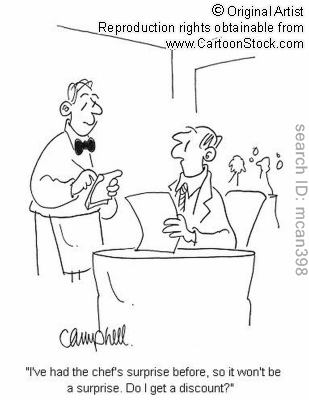 © Original Artist
Reproduction rights obtainable from
www.CartoonStock.com
search ID: mcan398
Campbell.
"I've had the chef's surprise before, so it won't be
a surprise. Do I get a discount?"